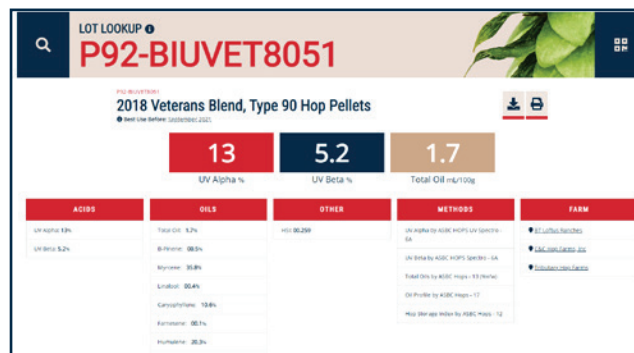 LOT LOOKUP
P92-BIUVET8051
P92-BIUVET8051
2018 Veterans Blend, Type 90 Hop Pellets
Best Use Before: September 2021
13
5.2
1.7
UV Alpha %
UV Beta %
Total Oil mL/100g
ACIDS
OILS
OTHER
METHODS
FARM
UV Alpha: 13%
UV Beta: 5.2%
Total Oil: 1.7%
B-Pinene: 00.5%
Myrcene: 35.8%
Linalool: 00.4%
Caryophyllene: 10.6%
Farnesene: 00.1%
Humulene: 20.3%
HSI: 00.259
UV Alpha by ASBC HOPS UV Spectro -
6A
UV Beta by ASBC HOPS Spectro - 6A
Total Oils by ASBC Hops - 13
Oil Profile by ASBC Hops - 17
Hop Storage Index by ASBC Hops - 12
BT Loftus Ranches
C&C Hop Farms, Inc
Tributary Hop Farms